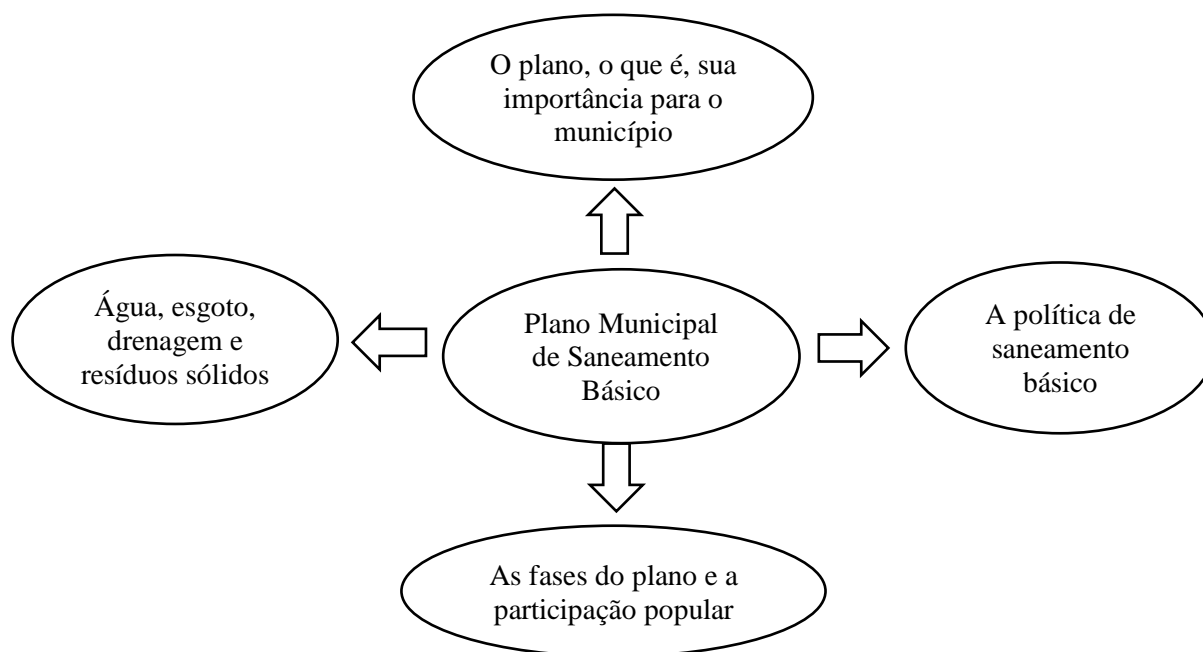 O plano, o que é, sua
importância para o
município
Água, esgoto,
drenagem e
resíduos sólidos
Plano Municipal
de Saneamento
Básico
A política de
saneamento
básico
As fases do plano e a
participação popular